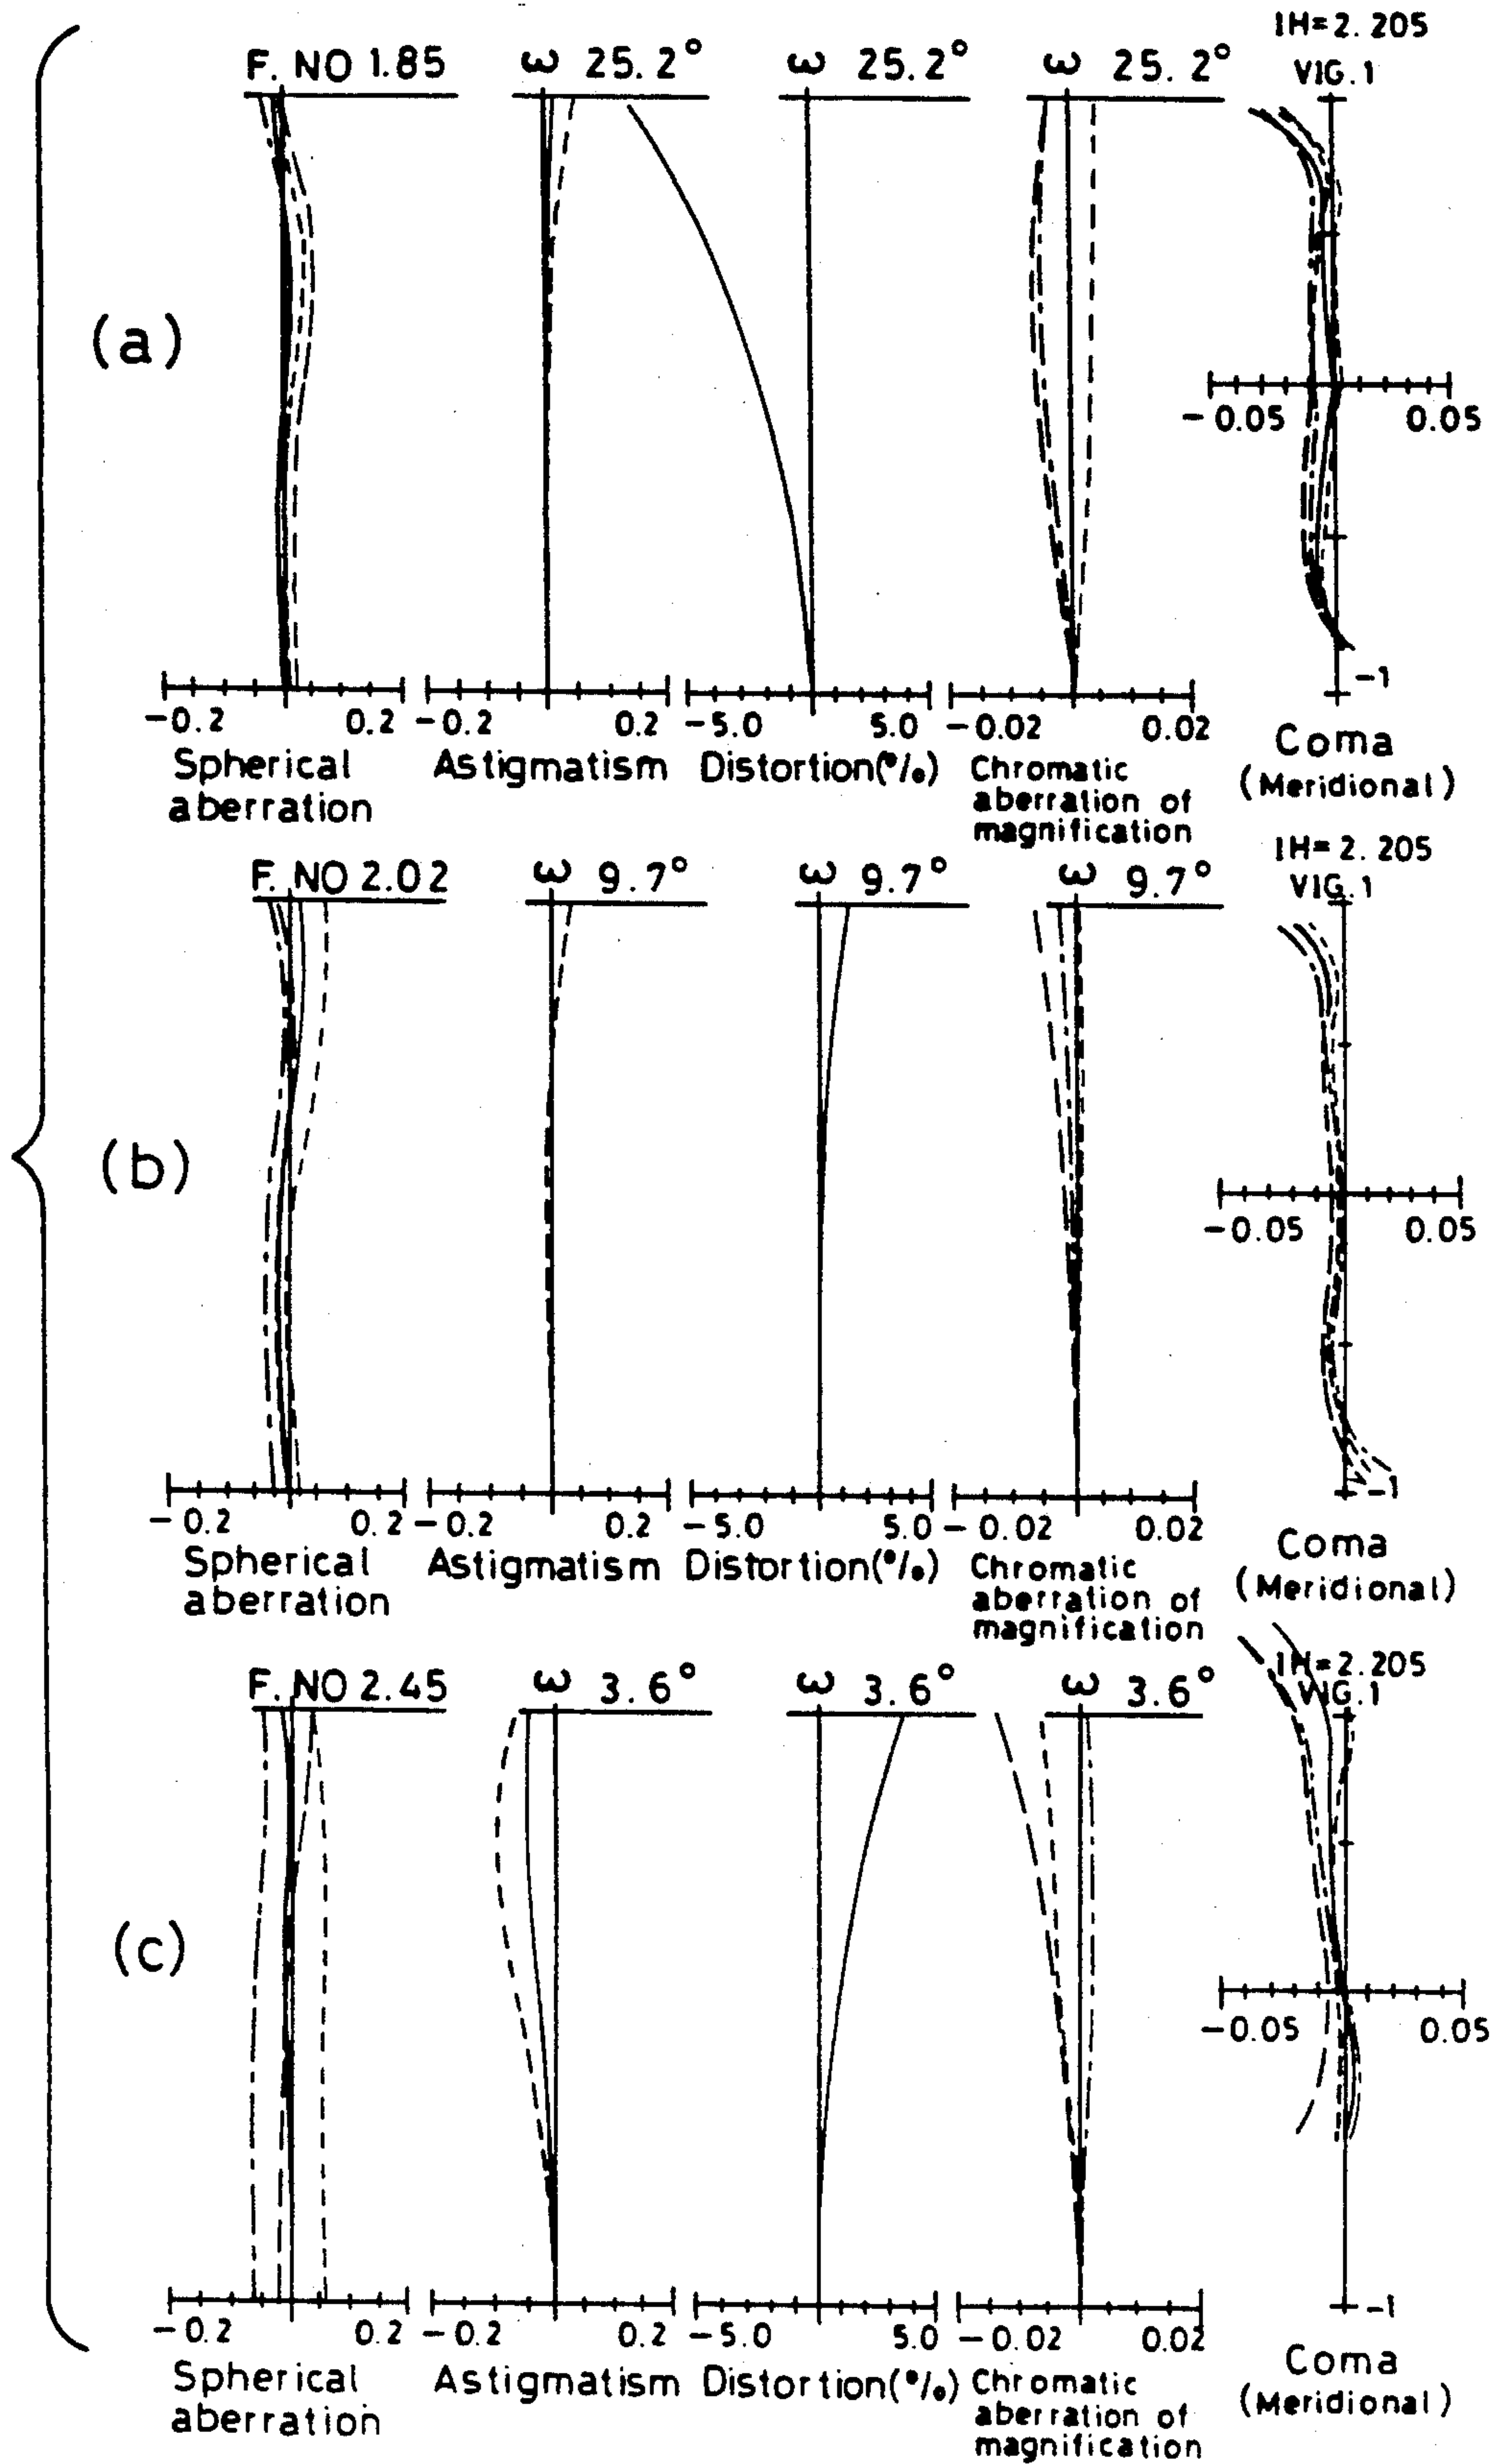 IH=2.205
F. NO 1.85 ω 25.2° ω 25.2° ω 25.2° VIG.1
(a)
-0.05 0.05
-1
-0.2 0.2 -0.2 0.2 -5.0 5.0 -0.02 0.02
Spherical aberration Astigmatism Distortion(%) Chromatic aberration of magnification Coma (Meridional)
IH=2.205
F. NO 2.02 ω 9.7° ω 9.7° ω 9.7° VIG.1
(b)
-0.05 0.05
-1
-0.2 0.2 -0.2 0.2 -5.0 5.0 -0.02 0.02
Spherical aberration Astigmatism Distortion(%) Chromatic aberration of magnification Coma (Meridional)
IH=2.205
F. NO 2.45 ω 3.6° ω 3.6° ω 3.6° VIG.1
(c)
-0.05 0.05
-1
-0.2 0.2 -0.2 0.2 -5.0 5.0 -0.02 0.02
Spherical aberration Astigmatism Distortion(%) Chromatic aberration of magnification Coma (Meridional)